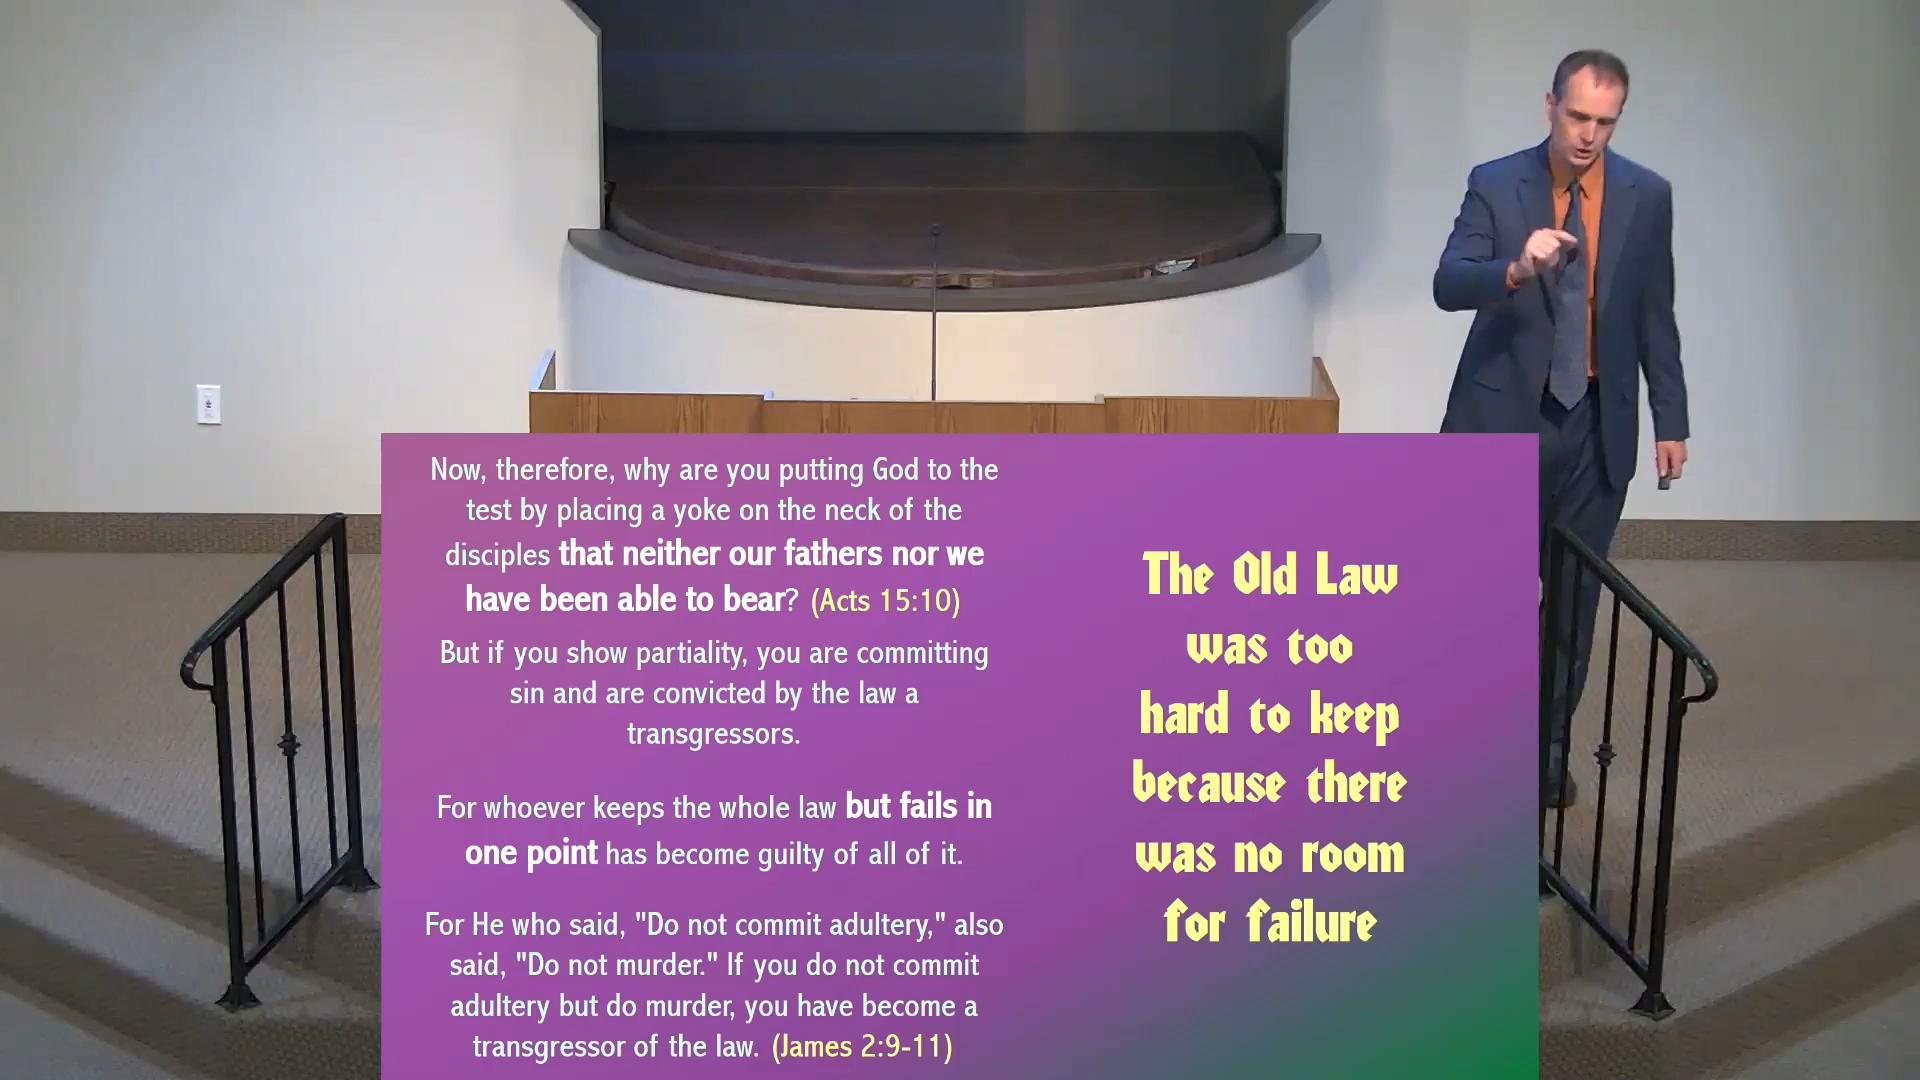 Now, therefore, why are you putting God to the
test by placing a yoke on the neck of the
disciples that neither our fathers nor we
have been able to bear? (Acts 15:10)
But if you show partiality, you are committing
sin and are convicted by the law a
transgressors.
For whoever keeps the whole law but fails in
one point has become guilty of all of it.
For He who said, "Do not commit adultery," also
said, "Do not murder." If you do not commit
adultery but do murder, you have become a
transgressor of the law. (James 2:9-11)
The Old Law
was too
hard to keep
because there
was no room
for failure